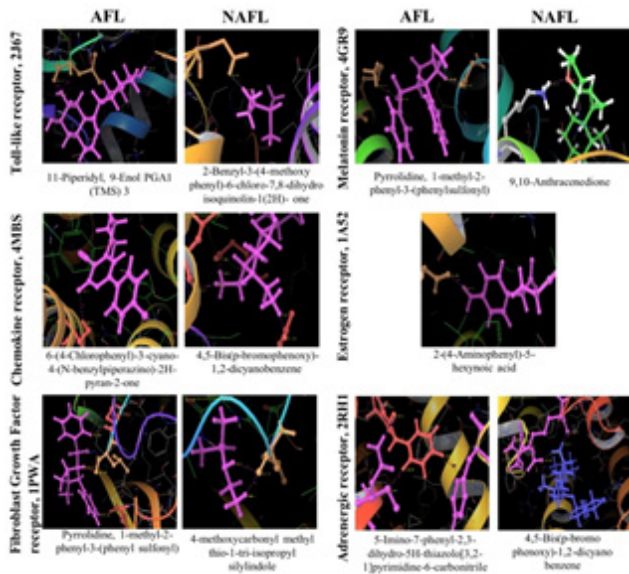 AFL
NAFL
AFL
NAFL
Toll-like receptor, 2J67
11-Piperidyl, 9-Enol PGA1
(TMS) 3
2-Benzyl-3-(4-methoxy
phenyl)-6-chloro-7,8-dihydro
isoquinolin-1(2H)- one
Melatonin receptor, 4GR9
Pyrrolidine, 1-methyl-2-
phenyl-3-(phenylsulfonyl)
9,10-Anthracenedione
Chemokine receptor, 4MBS
6-(4-Chlorophenyl)-3-cyano-
4-(N-benzylpiperazino)-2H-
pyran-2-one
4,5-Bis(p-bromophenoxy)-
1,2-dicyanobenzene
Estrogen receptor, 1A52
2-(4-Aminophenyl)-5-
hexynoic acid
Fibroblast Growth Factor
receptor, 1PWA
Pyrrolidine, 1-methyl-2-
phenyl-3-(phenyl sulfonyl)
4-methoxycarbonyl methyl
thio-1-tri-isopropyl
silylindole
Adrenergic receptor, 2RH1
5-Imino-7-phenyl-2,3-
dihydro-5H-thiazolo[3,2-
1]pyrimidine-6-carbonitrile
4,5-Bis(p-bromo
phenoxy)-1,2-dicyano
benzene